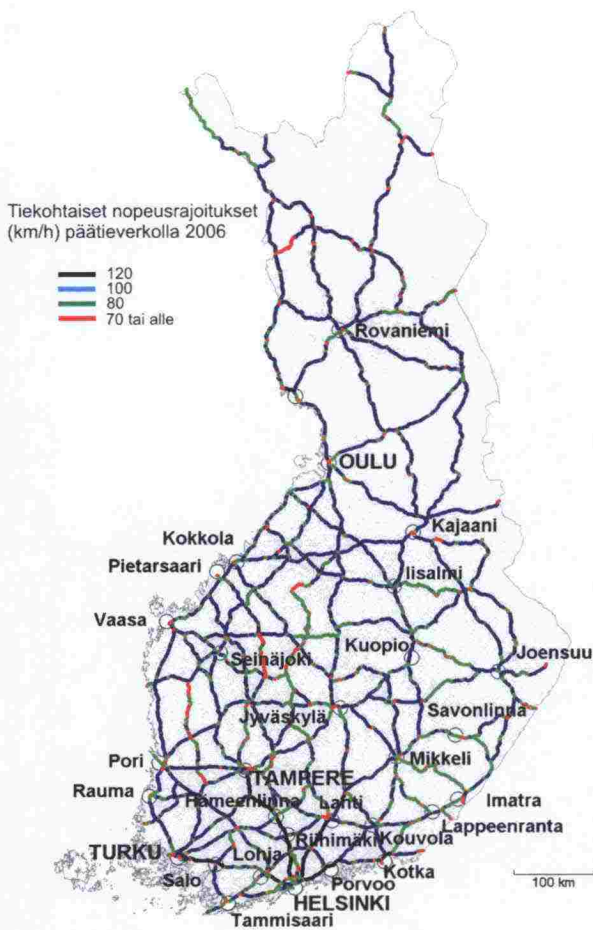 Tiekohtaiset nopeusrajoitukset
(km/h) päätieverkolla 2006
120
100
80
70 tai alle
Rovaniemi
OULU
Kajaani
Kokkola
Pietarsaari
Iisalmi
Vaasa
Seinäjoki
Kuopio
Joensuu
Jyväskylä
Savonlinna
Pori
TAMPERE
Mikkeli
Rauma
Hämeenlinna
Lahti
Imatra
Lappeenranta
Riihimäki
Kouvola
TURKU
Lohja
Kotka
Salo
Porvoo
100 km
HELSINKI
Tammisaari